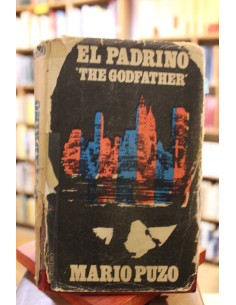 EL PADRINO
'THE GODFATHER'
MARIO PUZO